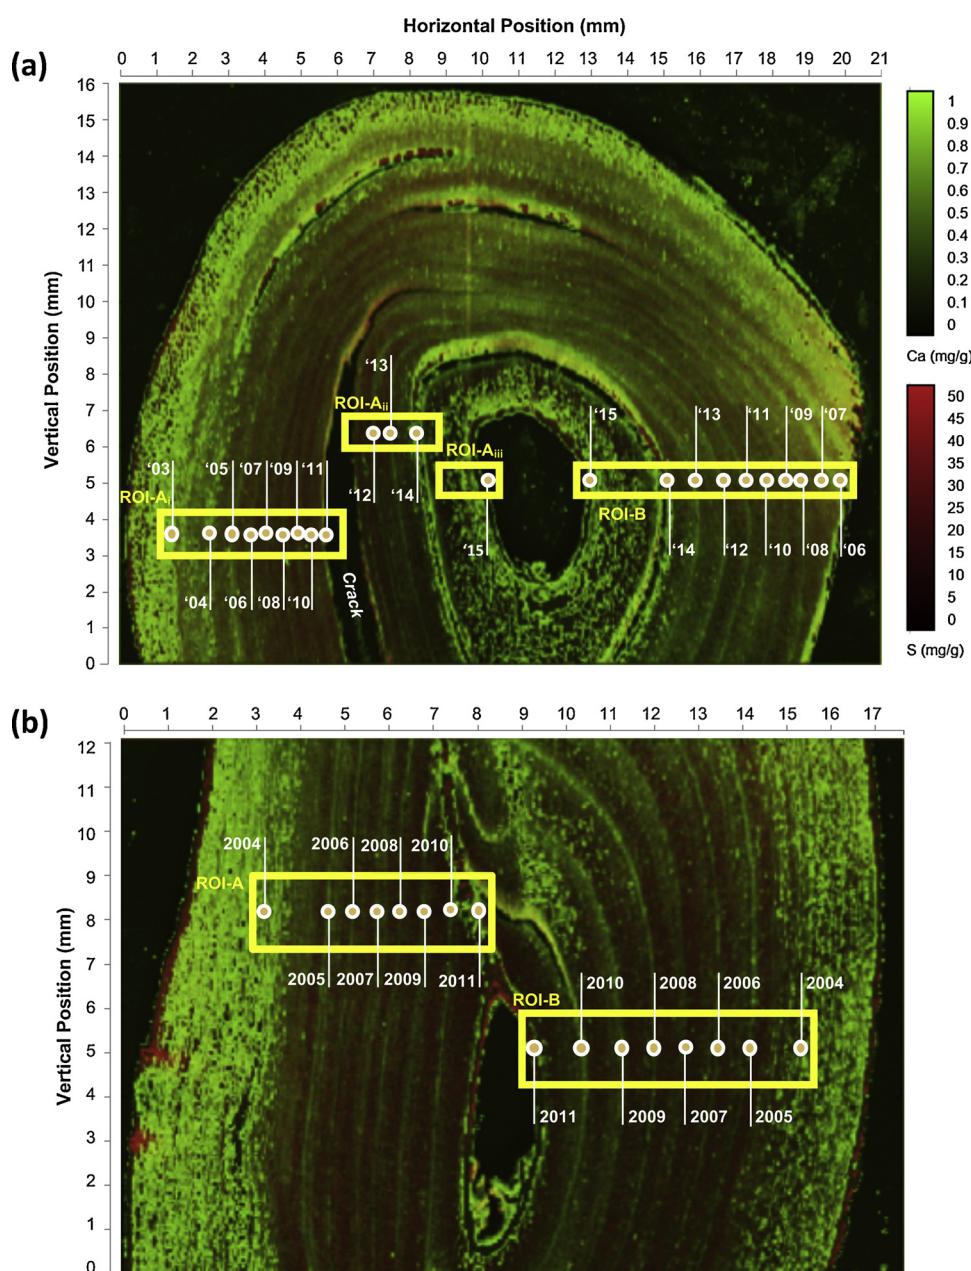 Horizontal Position (mm)
(a)
0 1 2 3 4 5 6 7 8 9 10 11 12 13 14 15 16 17 18 19 20 21
16
15
14
13
12
11
10
9
8
7
6
5
4
3
2
1
0
Vertical Position (mm)
1
0.9
0.8
0.7
0.6
0.5
0.4
0.3
0.2
0.1
0
Ca (mg/g)
50
45
40
35
30
25
20
15
10
5
0
S (mg/g)
‘13
ROI-Aii
‘12 ‘14
ROI-Aiii
‘15
‘03 ‘05 ‘07 ‘09 ‘11
ROI-Ai
‘04 ‘06 ‘08 ‘10
Crack
‘15 ‘13 ‘11 ‘09 ‘07
ROI-B
‘14 ‘12 ‘10 ‘08 ‘06
(b)
0 1 2 3 4 5 6 7 8 9 10 11 12 13 14 15 16 17
12
11
10
9
8
7
6
5
4
3
2
1
0
Vertical Position (mm)
2004 2006 2008 2010
ROI-A
2005 2007 2009 2011
ROI-B
2010 2008 2006 2004
2011 2009 2007 2005